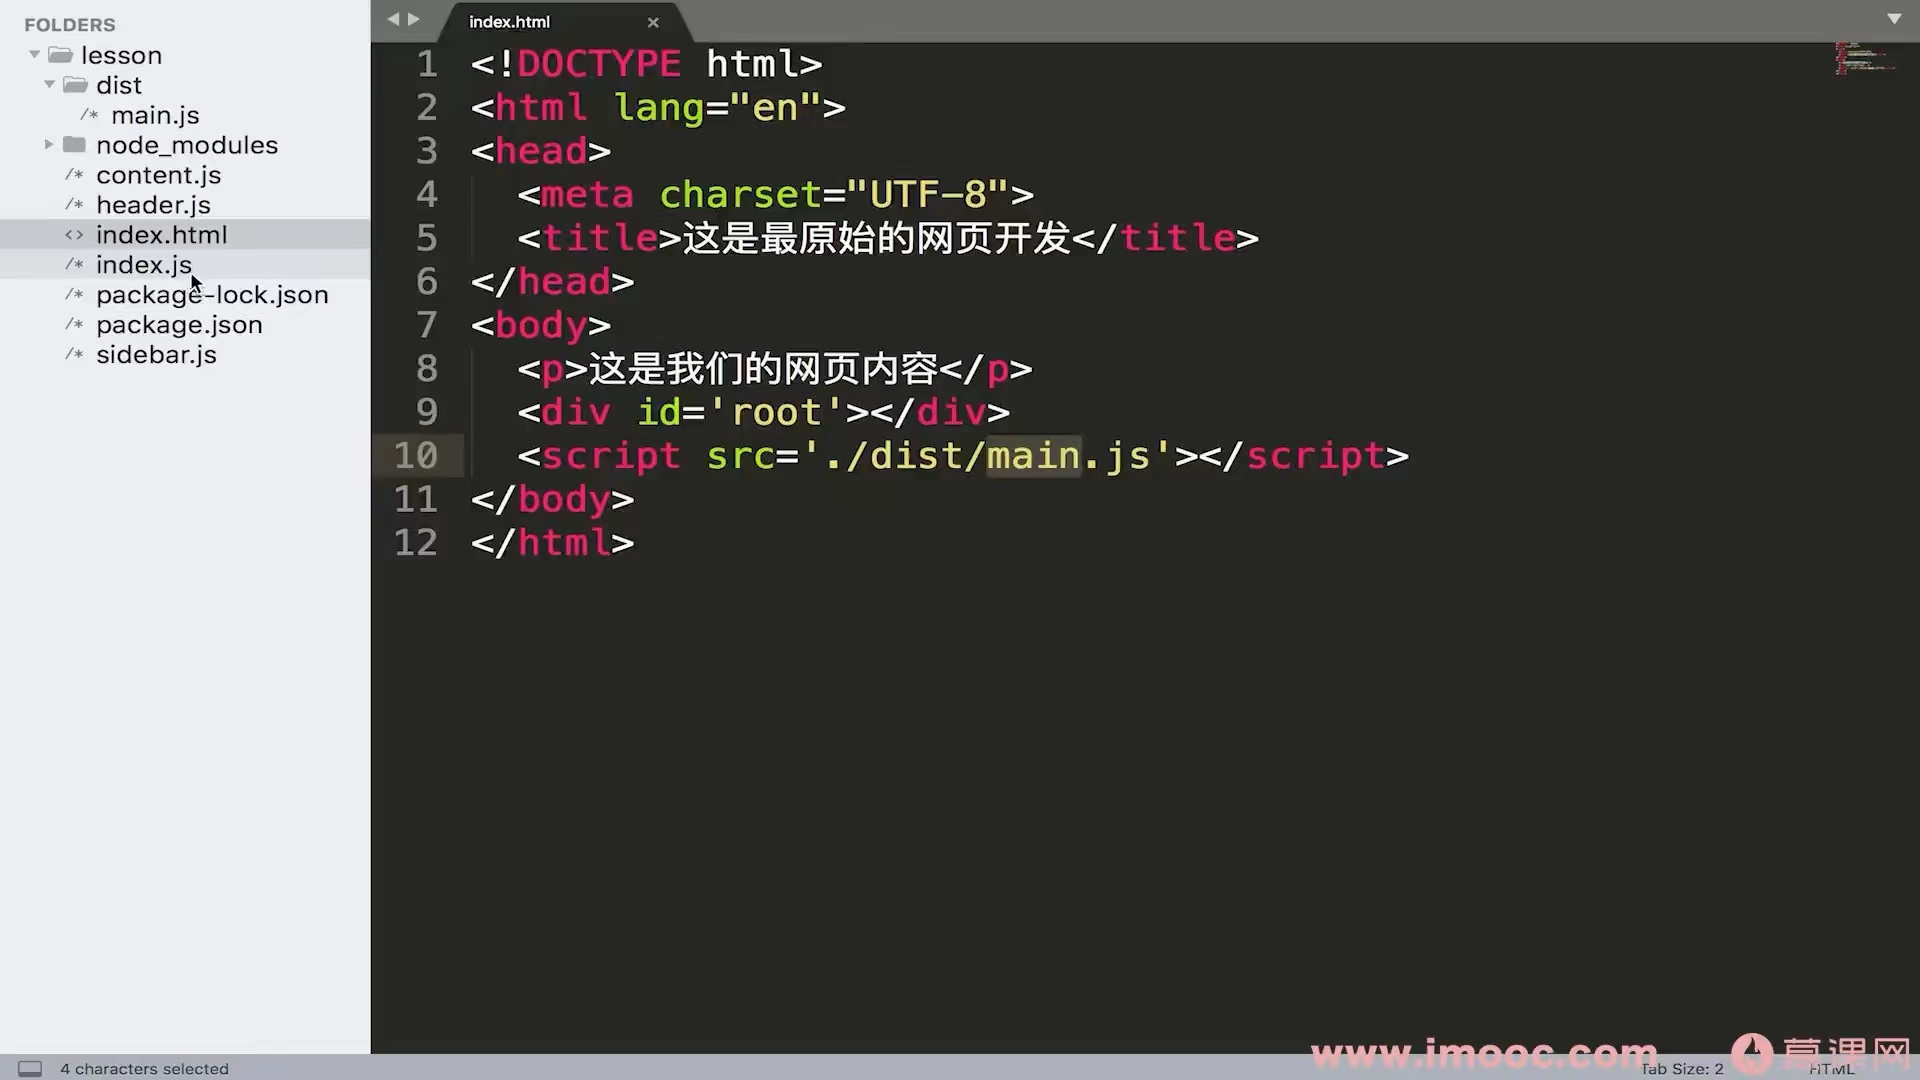 FOLDERS
lesson
dist
/* main.js
node_modules
/* content.js
/* header.js
<> index.html
/* index.js
/* package-lock.json
/* package.json
/* sidebar.js
index.html ×
1 <!DOCTYPE html>
2 <html lang="en">
3 <head>
4 <meta charset="UTF-8">
5 <title>这是最原始的网页开发</title>
6 </head>
7 <body>
8 <p>这是我们的网页内容</p>
9 <div id='root'></div>
10 <script src='./dist/main.js'></script>
11 </body>
12 </html>
www.imooc.com 慕课网
4 characters selected
Tab Size: 2
HTML